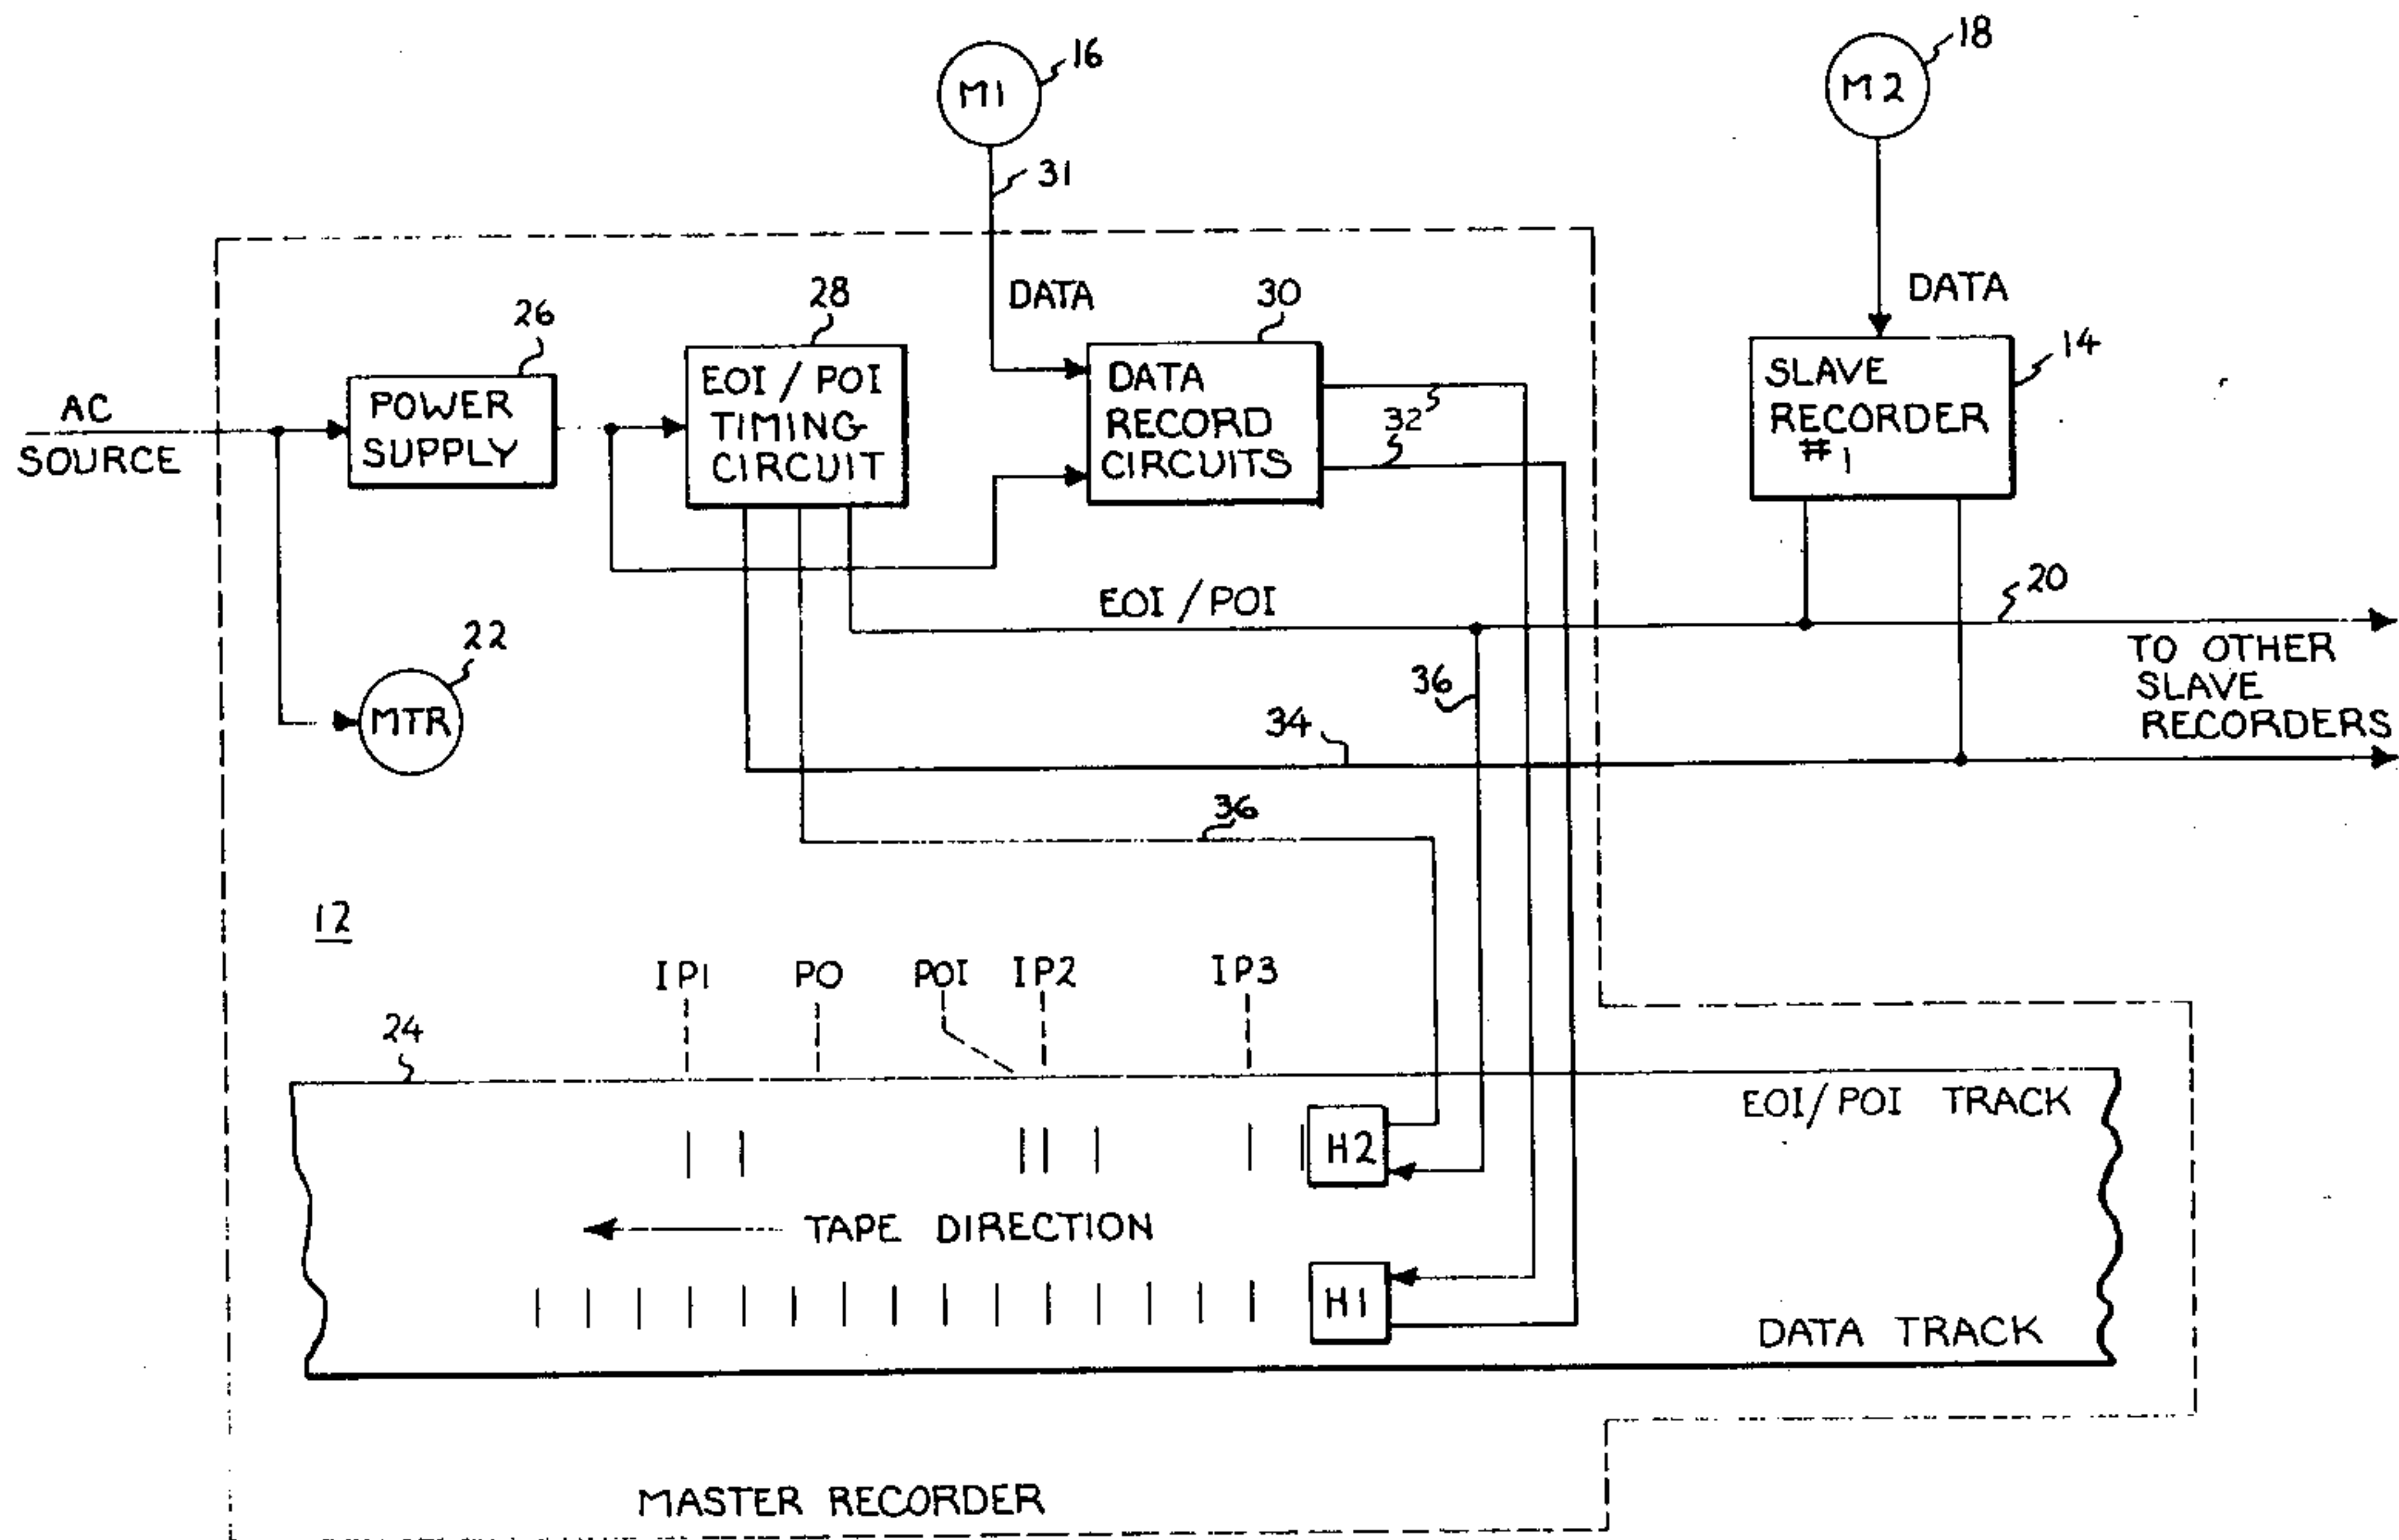 M1
16
M2
18
31
DATA
DATA
26
28
30
14
AC
SOURCE
POWER
SUPPLY
EOI / POI
TIMING
CIRCUIT
DATA
RECORD
CIRCUITS
32
32
SLAVE
RECORDER
#1
EOI / POI
20
TO OTHER
SLAVE
RECORDERS
22
MTR
36
34
36
12
IP1
PO
POI
IP2
IP3
24
EOI/POI TRACK
H2
TAPE DIRECTION
H1
DATA TRACK
MASTER RECORDER